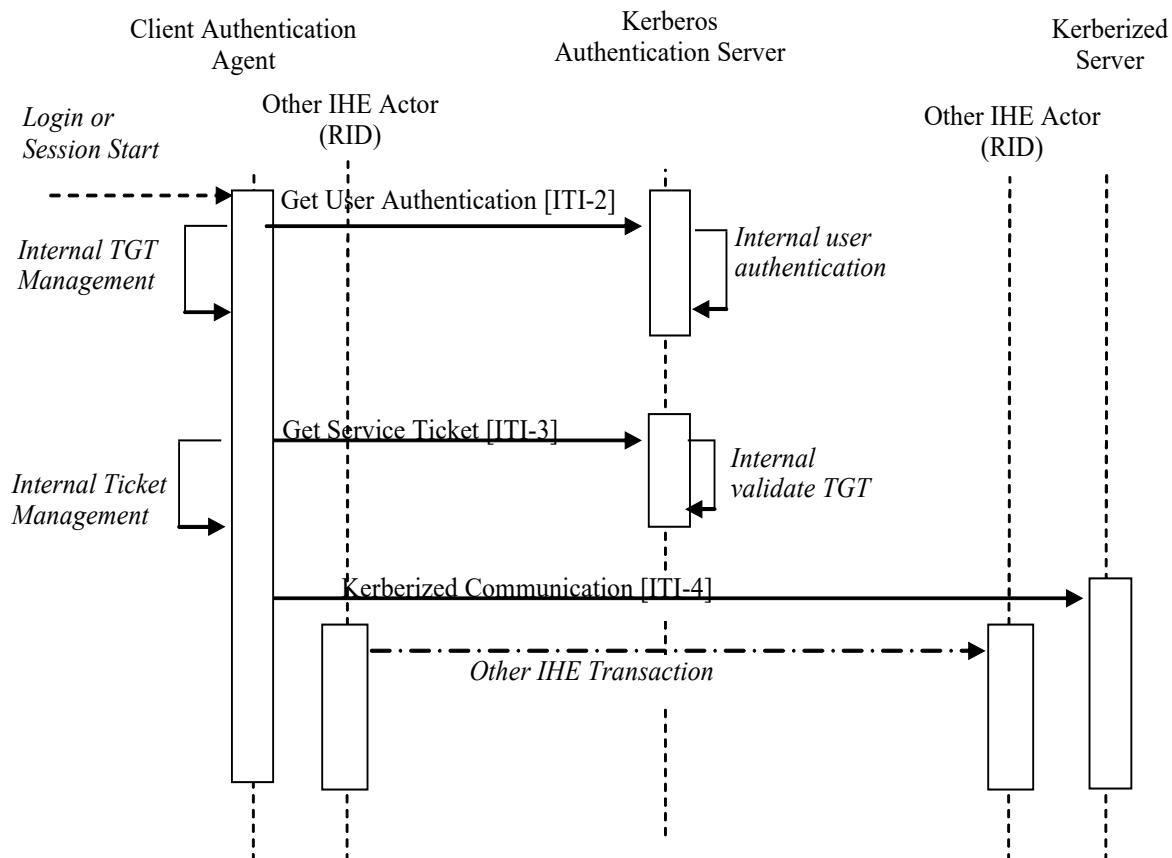 Client Authentication
Agent
Kerberos
Authentication Server
Kerberized
Server
Other IHE Actor
(RID)
Other IHE Actor
(RID)
Login or
Session Start
Get User Authentication [ITI-2]
Internal TGT
Management
Internal user
authentication
Get Service Ticket [ITI-3]
Internal Ticket
Management
Internal
validate TGT
Kerberized Communication [ITI-4]
Other IHE Transaction